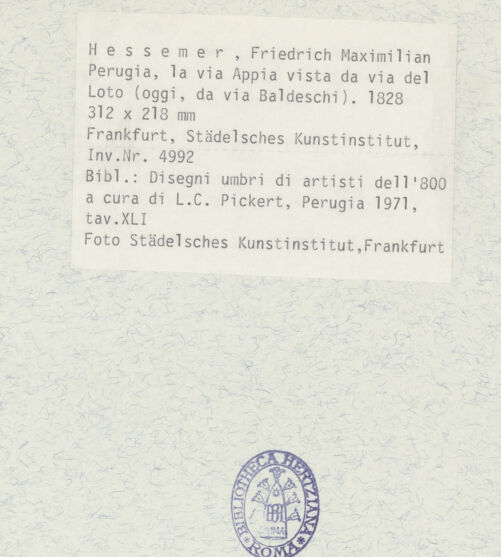 H e s s e m e r , Friedrich Maximilian
Perugia, la via Appia vista da via del
Loto (oggi, da via Baldeschi). 1828
312 x 218 mm
Frankfurt, Städelsches Kunstinstitut,
Inv.Nr. 4992
Bibl.: Disegni umbri di artisti dell'800
a cura di L.C. Pickert, Perugia 1971,
tav.XLI
Foto Städelsches Kunstinstitut,Frankfurt
BIBLIOTHECA HERTZIANA
ROMA